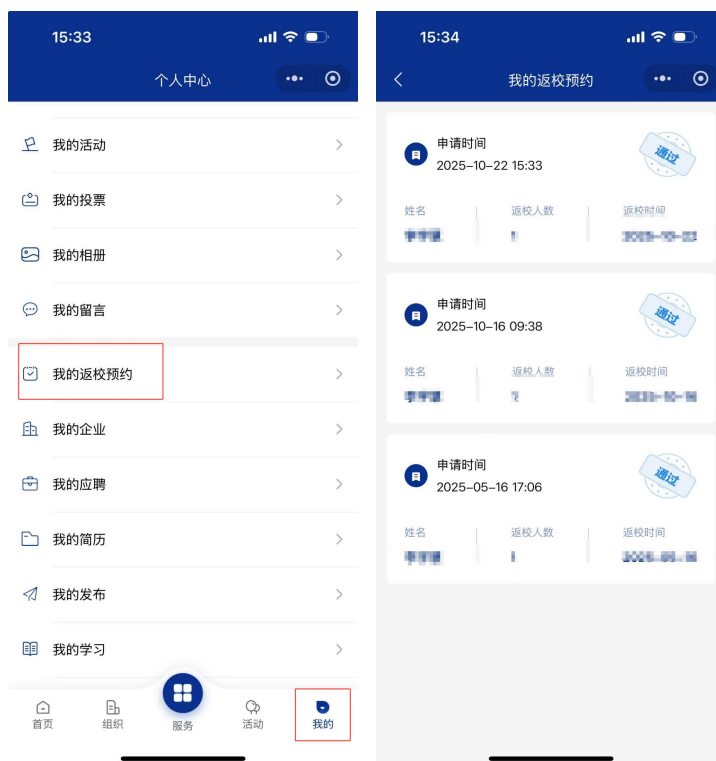 15:33
个人中心
我的活动
我的投票
我的相册
我的留言
我的返校预约
我的企业
我的应聘
我的简历
我的发布
我的学习
首页
组织
服务
活动
我的
15:34
我的返校预约
申请时间
2025-10-22 15:33
通过
姓名
返校人数
返校时间
申请时间
2025-10-16 09:38
通过
姓名
返校人数
返校时间
申请时间
2025-05-16 17:06
通过
姓名
返校人数
返校时间